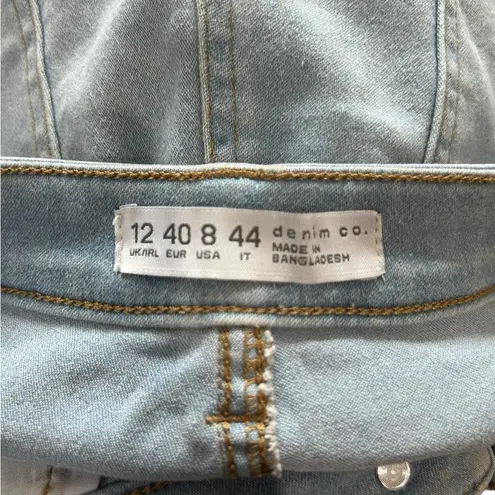 12 40 8 44 denim co.
UK/IRL EUR USA IT MADE IN
BANGLADESH